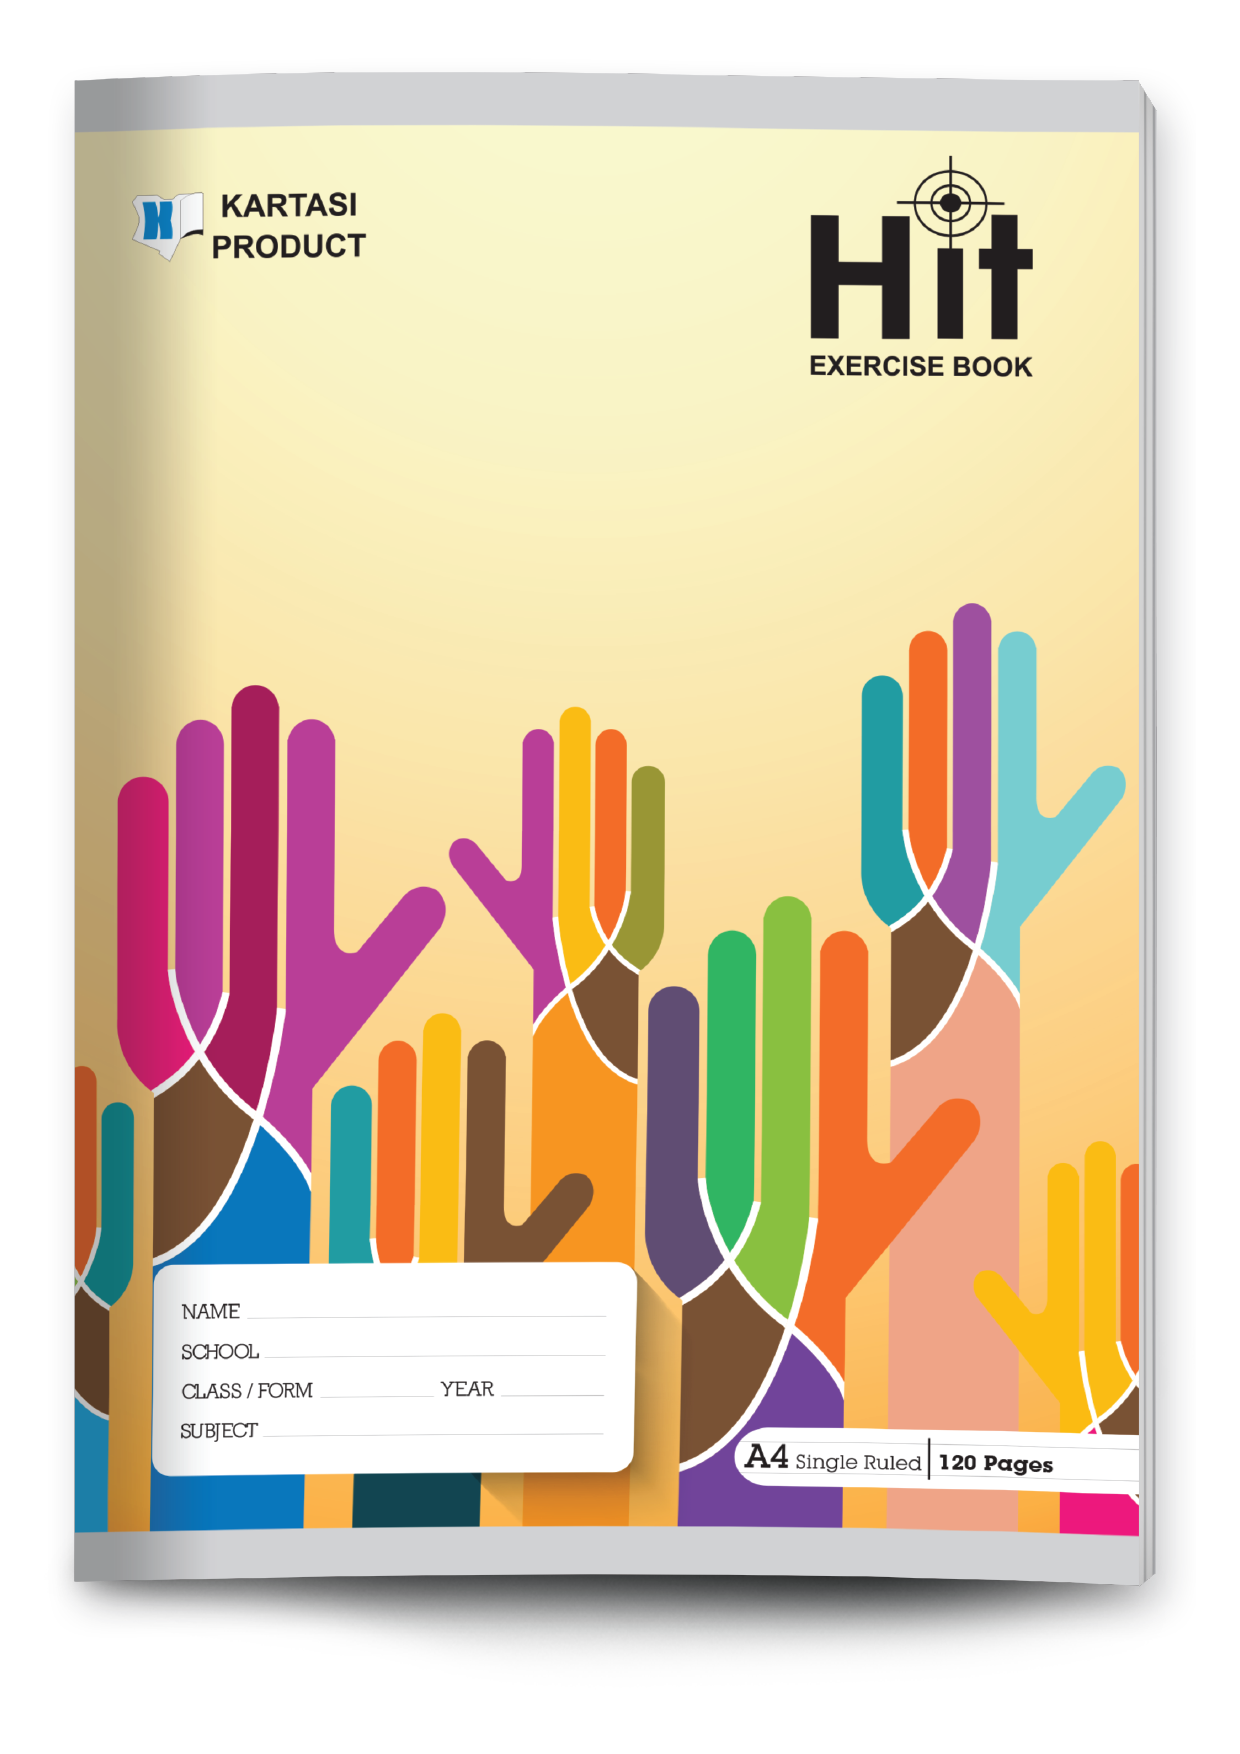 KARTASI
PRODUCT
Hit
EXERCISE BOOK
NAME
SCHOOL
CLASS / FORM YEAR
SUBJECT
A4 Single Ruled 120 Pages